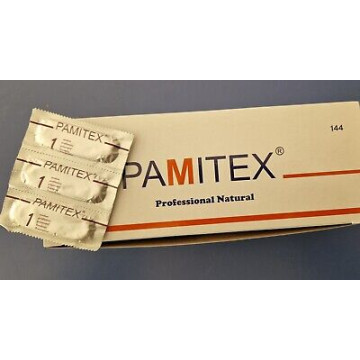 144
PAMITEX®
Professional Natural
PAMITEX
1
PAMITEX
1
PAMITEX
1